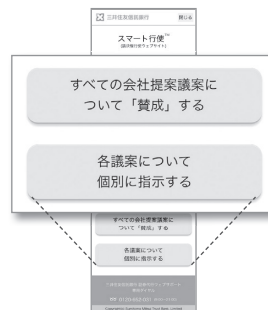 三井住友信託銀行
閉じる
スマート行使™
[議決権行使ウェブサイト]
すべての会社提案議案に
ついて「賛成」する
各議案について
個別に指示する
すべての会社提案議案に
ついて「賛成」する
各議案について
個別に指示する